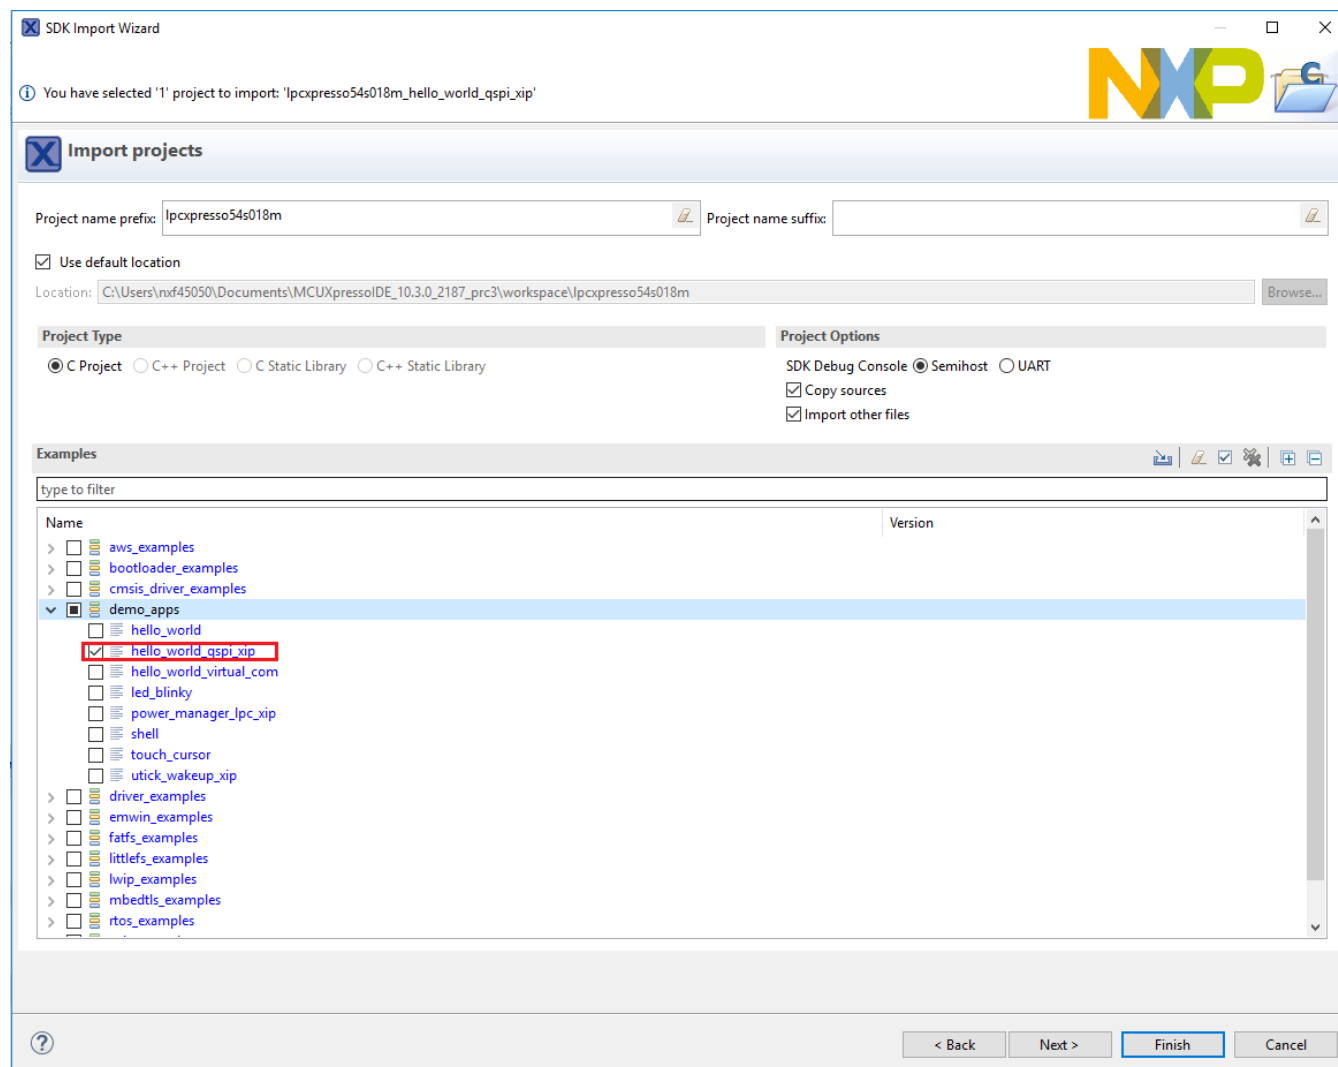 SDK Import Wizard
You have selected '1' project to import: 'lpcxpresso54s018m_hello_world_qspi_xip'
NXP
C
Import projects
Project name prefix: lpcxpresso54s018m Project name suffix:
Use default location
Location: C:\Users\nxf45050\Documents\MCUXpressoIDE_10.3.0_2187_prc3\workspace\lpcxpresso54s018m Browse...
Project Type Project Options
C Project C++ Project C Static Library C++ Static Library SDK Debug Console Semihost UART
Copy sources
Import other files
Examples
type to filter
Name Version
aws_examples
bootloader_examples
cmsis_driver_examples
demo_apps
hello_world
hello_world_qspi_xip
hello_world_virtual_com
led_blinky
power_manager_lpc_xip
shell
touch_cursor
utick_wakeup_xip
driver_examples
emwin_examples
fatfs_examples
littlefs_examples
lwip_examples
mbedtls_examples
rtos_examples
< Back Next > Finish Cancel